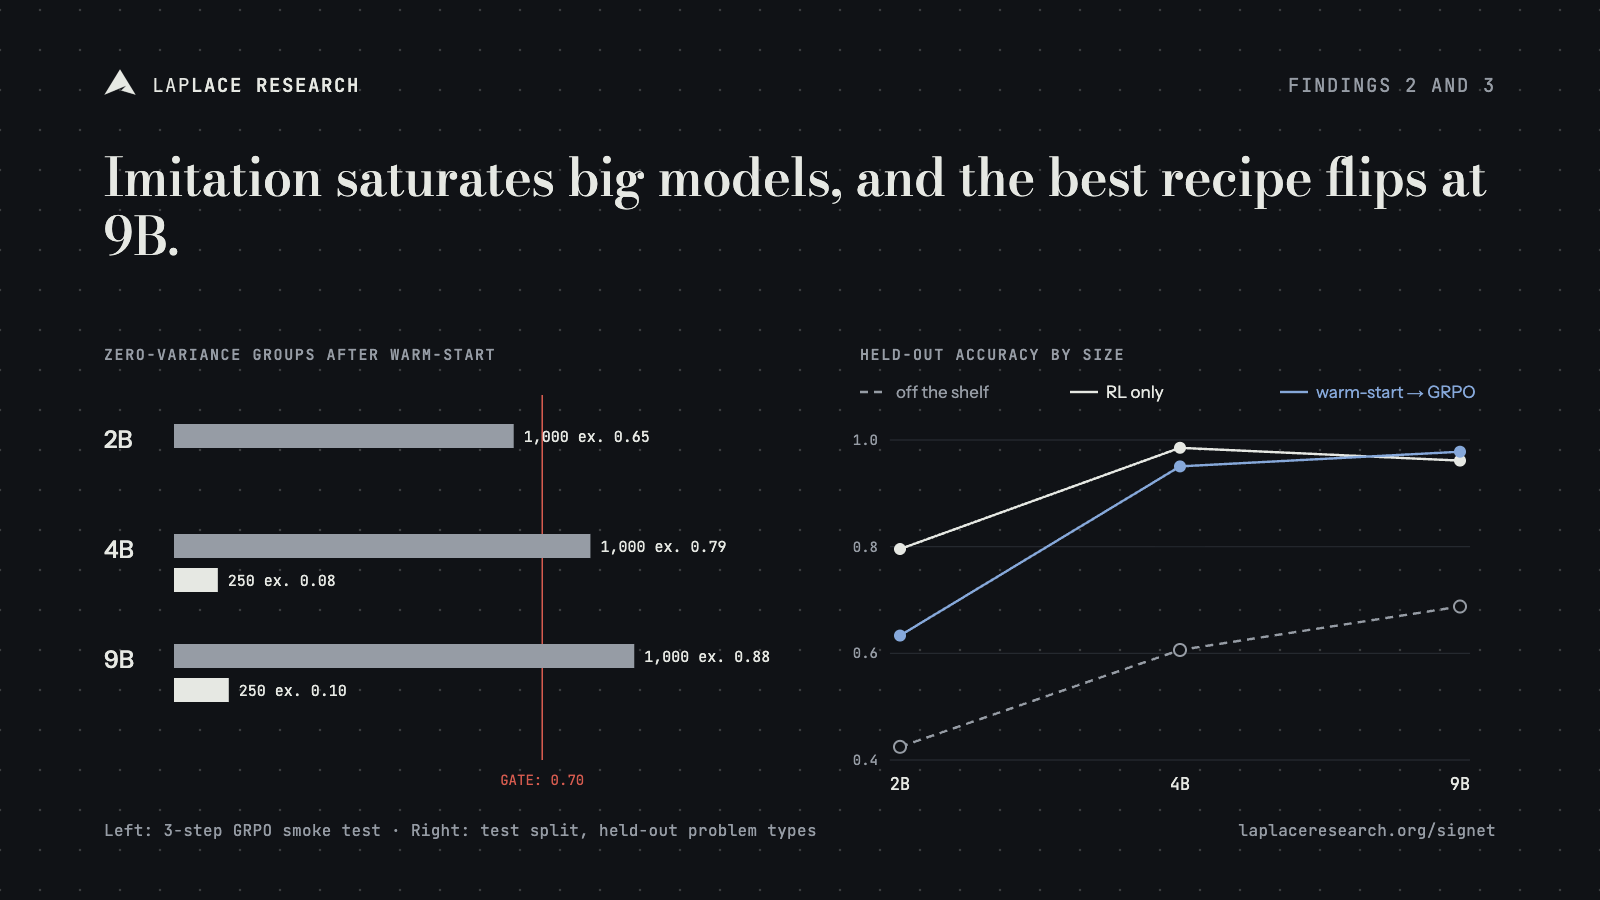 LAPLACE RESEARCH
FINDINGS 2 AND 3
Imitation saturates big models, and the best recipe flips at
9B.
ZERO-VARIANCE GROUPS AFTER WARM-START
2B
1,000 ex. 0.65
4B
1,000 ex. 0.79
250 ex. 0.08
9B
1,000 ex. 0.88
250 ex. 0.10
GATE: 0.70
HELD-OUT ACCURACY BY SIZE
off the shelf
RL only
warm-start → GRPO
1.0
0.8
0.6
0.4
2B
4B
9B
Left: 3-step GRPO smoke test · Right: test split, held-out problem types
laplaceresearch.org/signet